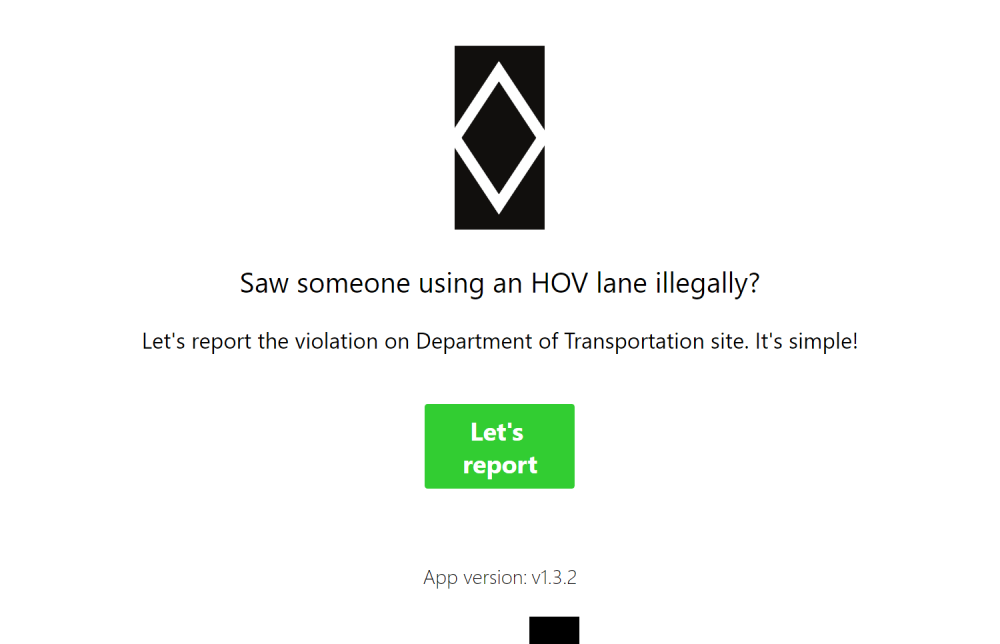 Saw someone using an HOV lane illegally?
Let's report the violation on Department of Transportation site. It's simple!
Let's
report
App version: v1.3.2